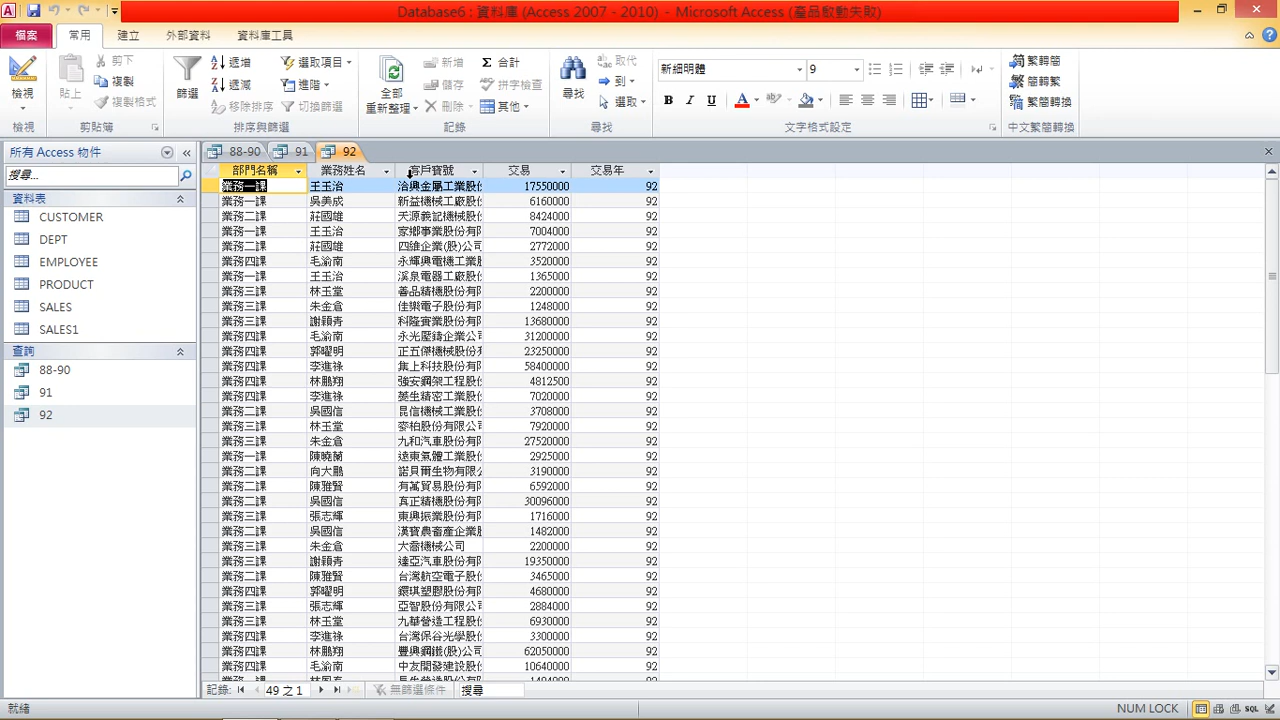 Database6 : 資料庫 (Access 2007 - 2010) - Microsoft Access (產品啟動失敗)
檔案 常用 建立 外部資料 資料庫工具
檢視 貼上 剪下 複製 複製格式
篩選 遞增 遞減 移除排序 選取項目 進階 切換篩選
全部重新整理 新增 儲存 刪除 合計 拼字檢查 其他
尋找 取代 到 選取
新細明體 9 B I U A
繁轉簡 簡轉繁 繁簡轉換
檢視 剪貼簿 排序與篩選 記錄 尋找 文字格式設定 中文繁簡轉換
所有 Access 物件
搜尋...
資料表
CUSTOMER
DEPT
EMPLOYEE
PRODUCT
SALES
SALES1
查詢
88-90
91
92
88-90 91 92
部門名稱 業務姓名 客戶寶號 交易 交易年
業務一課 王玉治 洽興金屬工業股份 17550000 92
業務一課 吳美成 新益機械工廠股份 6160000 92
業務二課 莊國雄 天源義記機械股份 8424000 92
業務一課 王玉治 家鄉事業股份有限 7004000 92
業務二課 莊國雄 四維企業(股)公司 2772000 92
業務四課 毛渝南 永輝興電機工業股 3520000 92
業務一課 王玉治 溪泉電器工廠股份 1365000 92
業務三課 林玉堂 善品精機股份有限 2200000 92
業務三課 朱金倉 佳樂電子股份有限 1248000 92
業務三課 謝穎青 科隆實業股份有限 13680000 92
業務四課 毛渝南 永光壓鑄企業公司 31200000 92
業務四課 郭曜明 正五傑機械股份有 23250000 92
業務四課 李進祿 集上科技股份有限 58400000 92
業務四課 林鵬翔 強安鋼架工程股份 4812500 92
業務四課 李進祿 菱生精密工業股份 7020000 92
業務二課 吳國信 昆信機械工業股份 3708000 92
業務三課 林玉堂 麥柏股份有限公司 7920000 92
業務三課 朱金倉 九和汽車股份有限 27520000 92
業務一課 陳曉蘭 遠東氣體工業股份 2925000 92
業務二課 向大鵬 諾貝爾生物有限公 3190000 92
業務二課 陳雅賢 有萬貿易股份有限 6592000 92
業務二課 吳國信 真正精機股份有限 30096000 92
業務三課 張志輝 東興振業股份有限 1716000 92
業務二課 吳國信 漢寶農畜產企業股 1482000 92
業務三課 朱金倉 大喬機械公司 2200000 92
業務三課 謝穎青 達亞汽車股份有限 19350000 92
業務二課 陳雅賢 台灣航空電子股份 3465000 92
業務四課 郭曜明 鐶琪塑膠股份有限 4680000 92
業務三課 張志輝 亞智股份有限公司 2884000 92
業務三課 林玉堂 九華營造工程股份 6930000 92
業務四課 李進祿 台灣保谷光學股份 3300000 92
業務四課 林鵬翔 豐興鋼鐵(股)公司 62050000 92
業務四課 毛渝南 中友開發建設股份 10640000 92
記錄: 49 之 1 無篩選條件 搜尋
就緒 NUM LOCK SQL